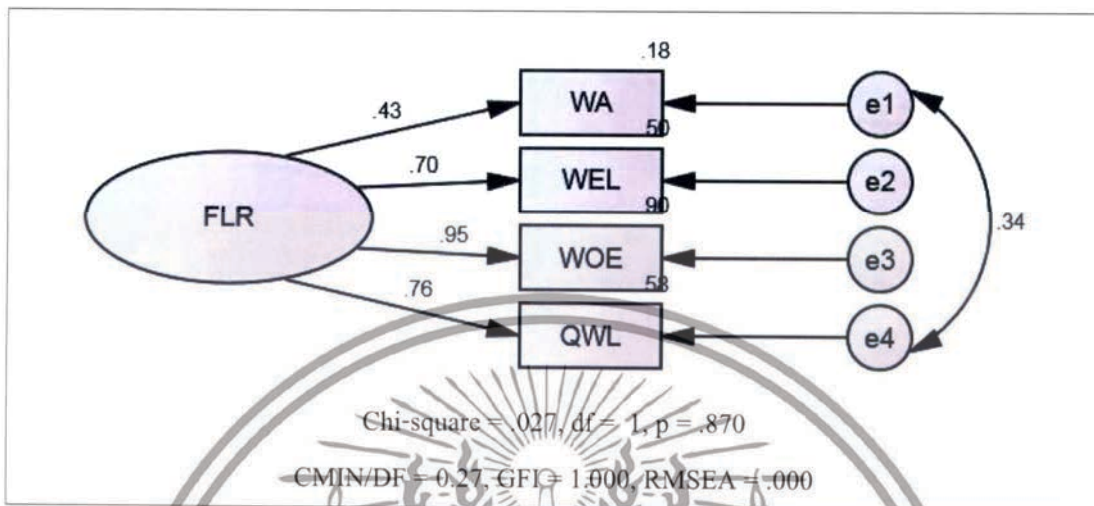 .18
WA
e1
.43
.50
WEL
e2
.70
.90
FLR
.34
.95
WOE
e3
.58
.76
QWL
e4
Chi-square = .027, df = 1, p = .870
CMIN/DF = 0.27, GFI = 1.000, RMSEA = .000